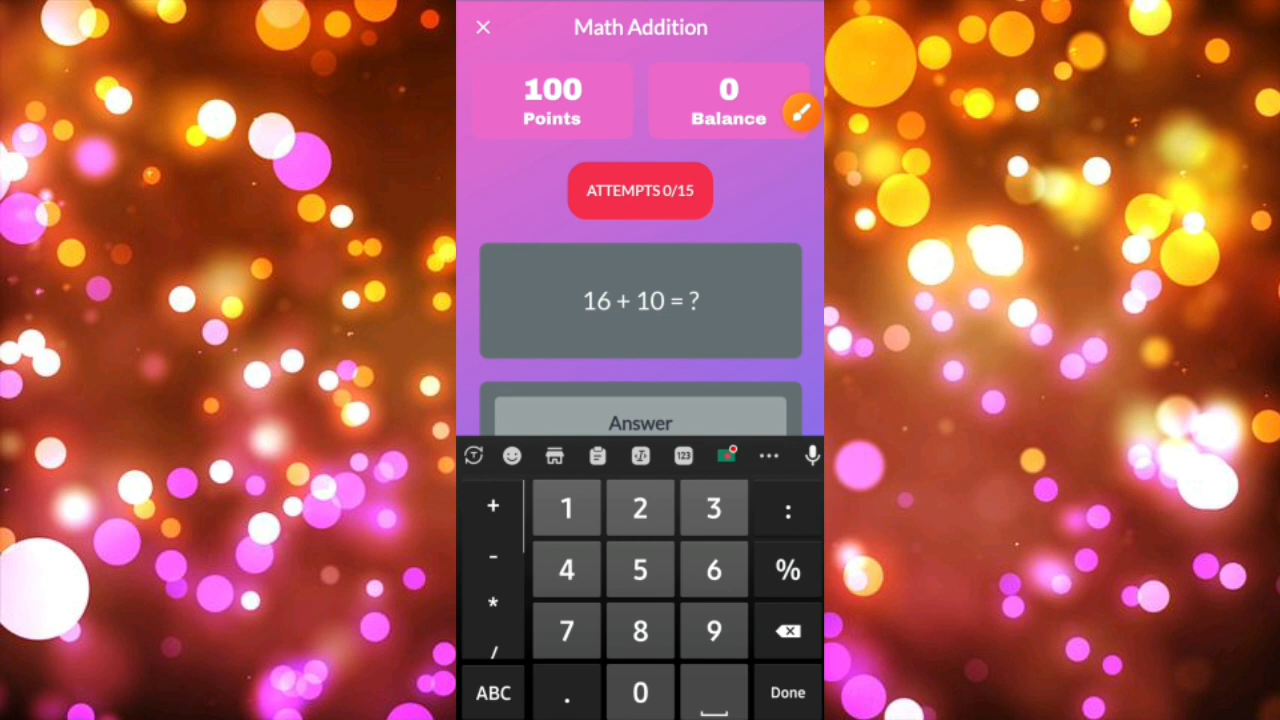 Math Addition
100
Points
0
Balance
ATTEMPTS 0/15
16 + 10 = ?
Answer
123
+ 1 2 3 :
- 4 5 6 %
* 7 8 9
/
ABC . 0 Done